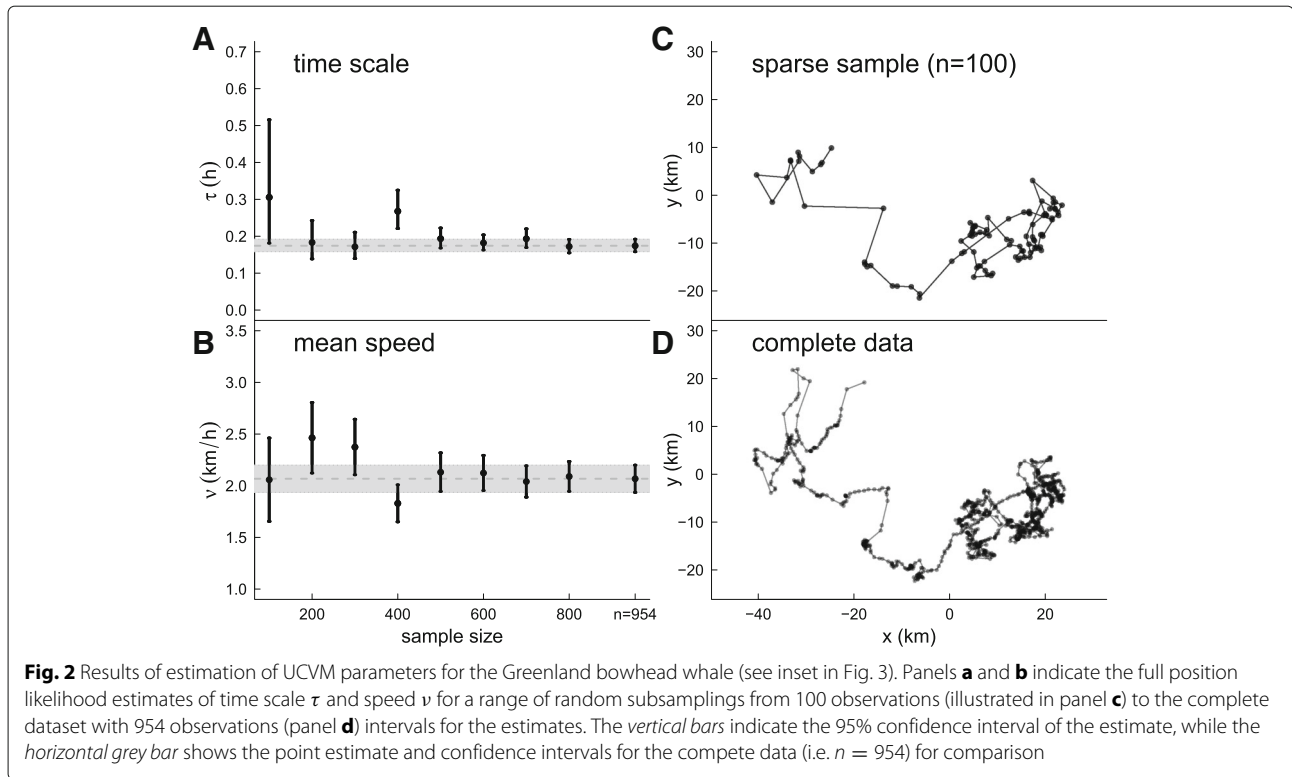 A
time scale
0.7
0.6
0.5
0.4
0.3
0.2
0.1
0.0
τ (h)
B
mean speed
3.5
3.0
2.5
2.0
1.5
1.0
ν (km/h)
200
400
600
800
n=954
sample size
C
sparse sample (n=100)
30
20
10
0
−10
−20
y (km)
D
complete data
30
20
10
0
−10
−20
y (km)
−40
−20
0
20
x (km)
Fig. 2 Results of estimation of UCVM parameters for the Greenland bowhead whale (see inset in Fig. 3). Panels a and b indicate the full position
likelihood estimates of time scale τ and speed ν for a range of random subsamplings from 100 observations (illustrated in panel c) to the complete
dataset with 954 observations (panel d) intervals for the estimates. The vertical bars indicate the 95% confidence interval of the estimate, while the
horizontal grey bar shows the point estimate and confidence intervals for the compete data (i.e. n = 954) for comparison